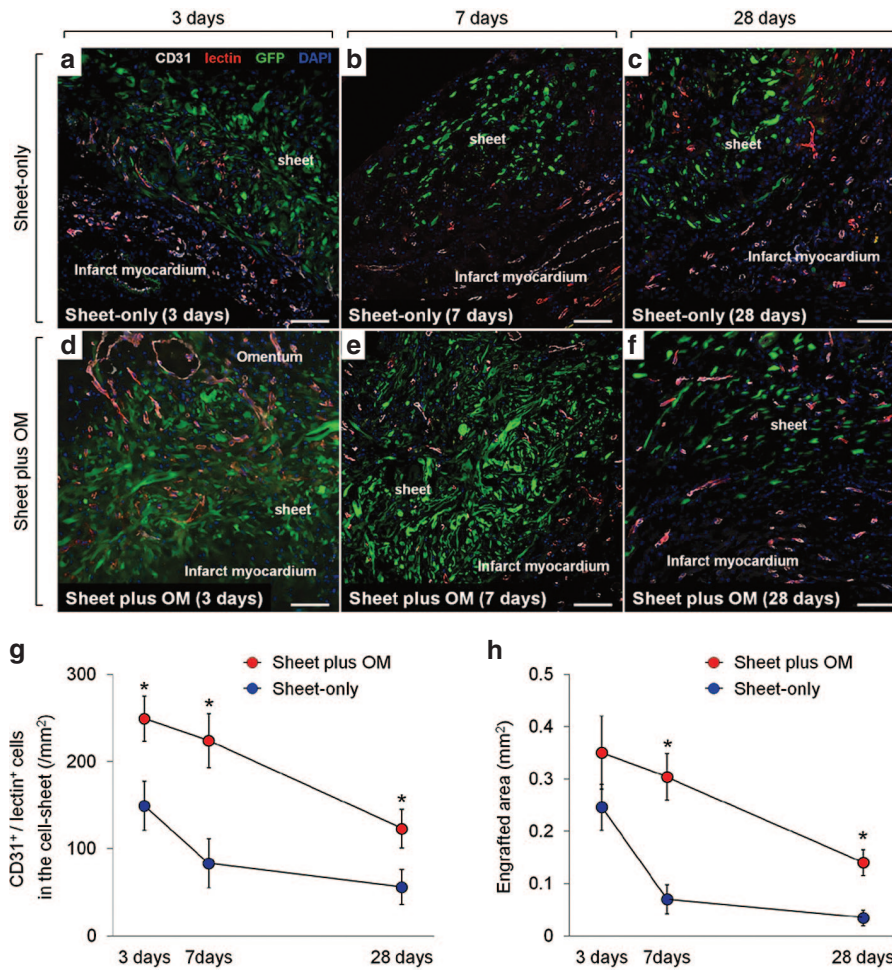 3 days
7 days
28 days
Sheet-only
a
CD31 lectin GFP DAPI
sheet
Infarct myocardium
Sheet-only (3 days)
b
sheet
Infarct myocardium
Sheet-only (7 days)
c
sheet
Infarct myocardium
Sheet-only (28 days)
Sheet plus OM
d
Omentum
sheet
Infarct myocardium
Sheet plus OM (3 days)
e
sheet
Infarct myocardium
Sheet plus OM (7 days)
f
sheet
Infarct myocardium
Sheet plus OM (28 days)
g
Sheet plus OM
Sheet-only
CD31⁺ / lectin⁺ cells
in the cell-sheet (/mm²)
300
200
100
0
*
*
*
3 days
7days
28 days
h
Sheet plus OM
Sheet-only
Engrafted area (mm²)
0.5
0.4
0.3
0.2
0.1
0
*
*
3 days
7days
28 days